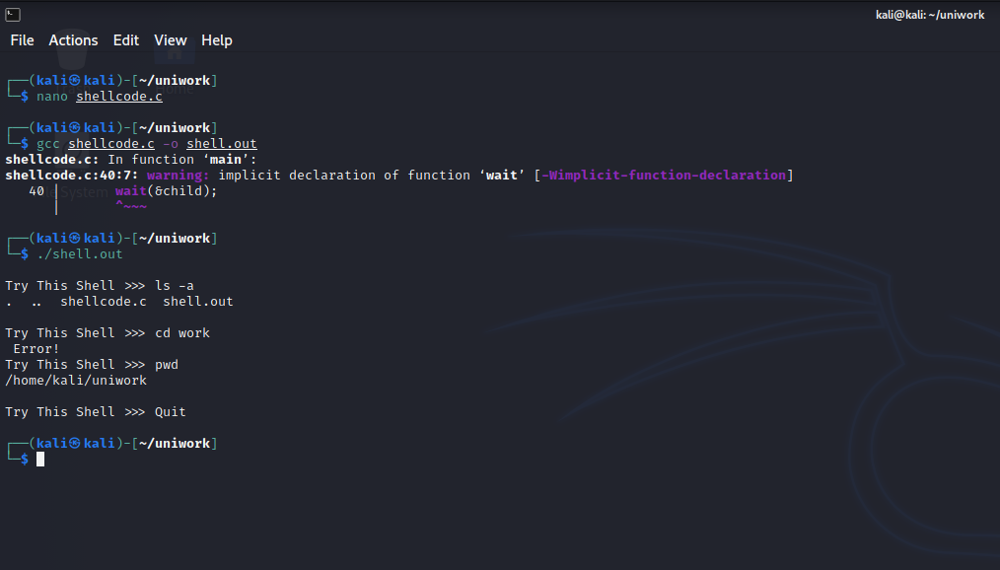 kali@kali: ~/uniwork
File Actions Edit View Help
┌──(kali㉿kali)-[~/uniwork]
└─$ nano shellcode.c
┌──(kali㉿kali)-[~/uniwork]
└─$ gcc shellcode.c -o shell.out
shellcode.c: In function ‘main’:
shellcode.c:40:7: warning: implicit declaration of function ‘wait’ [-Wimplicit-function-declaration]
40 | wait(&child);
| ^~~~
┌──(kali㉿kali)-[~/uniwork]
└─$ ./shell.out
Try This Shell >>> ls -a
. .. shellcode.c shell.out
Try This Shell >>> cd work
Error!
Try This Shell >>> pwd
/home/kali/uniwork
Try This Shell >>> Quit
┌──(kali㉿kali)-[~/uniwork]
└─$